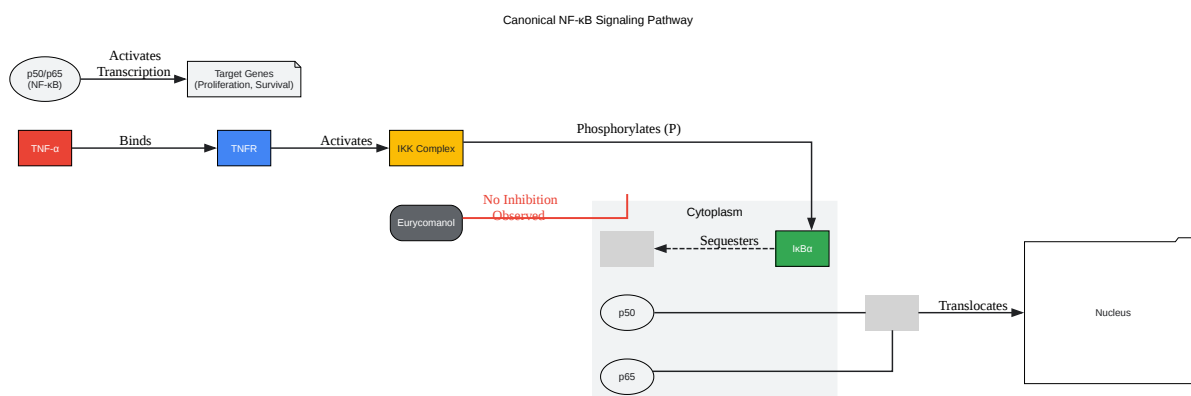 Canonical NF-κB Signaling Pathway
Activates
Transcription
p50/p65
(NF-κB)
Target Genes
(Proliferation, Survival)
TNF-α
Binds
TNFR
Activates
IKK Complex
Phosphorylates (P)
Eurycomanol
No Inhibition
Observed
Cytoplasm
Sequesters
IκBα
p50
Translocates
Nucleus
p65